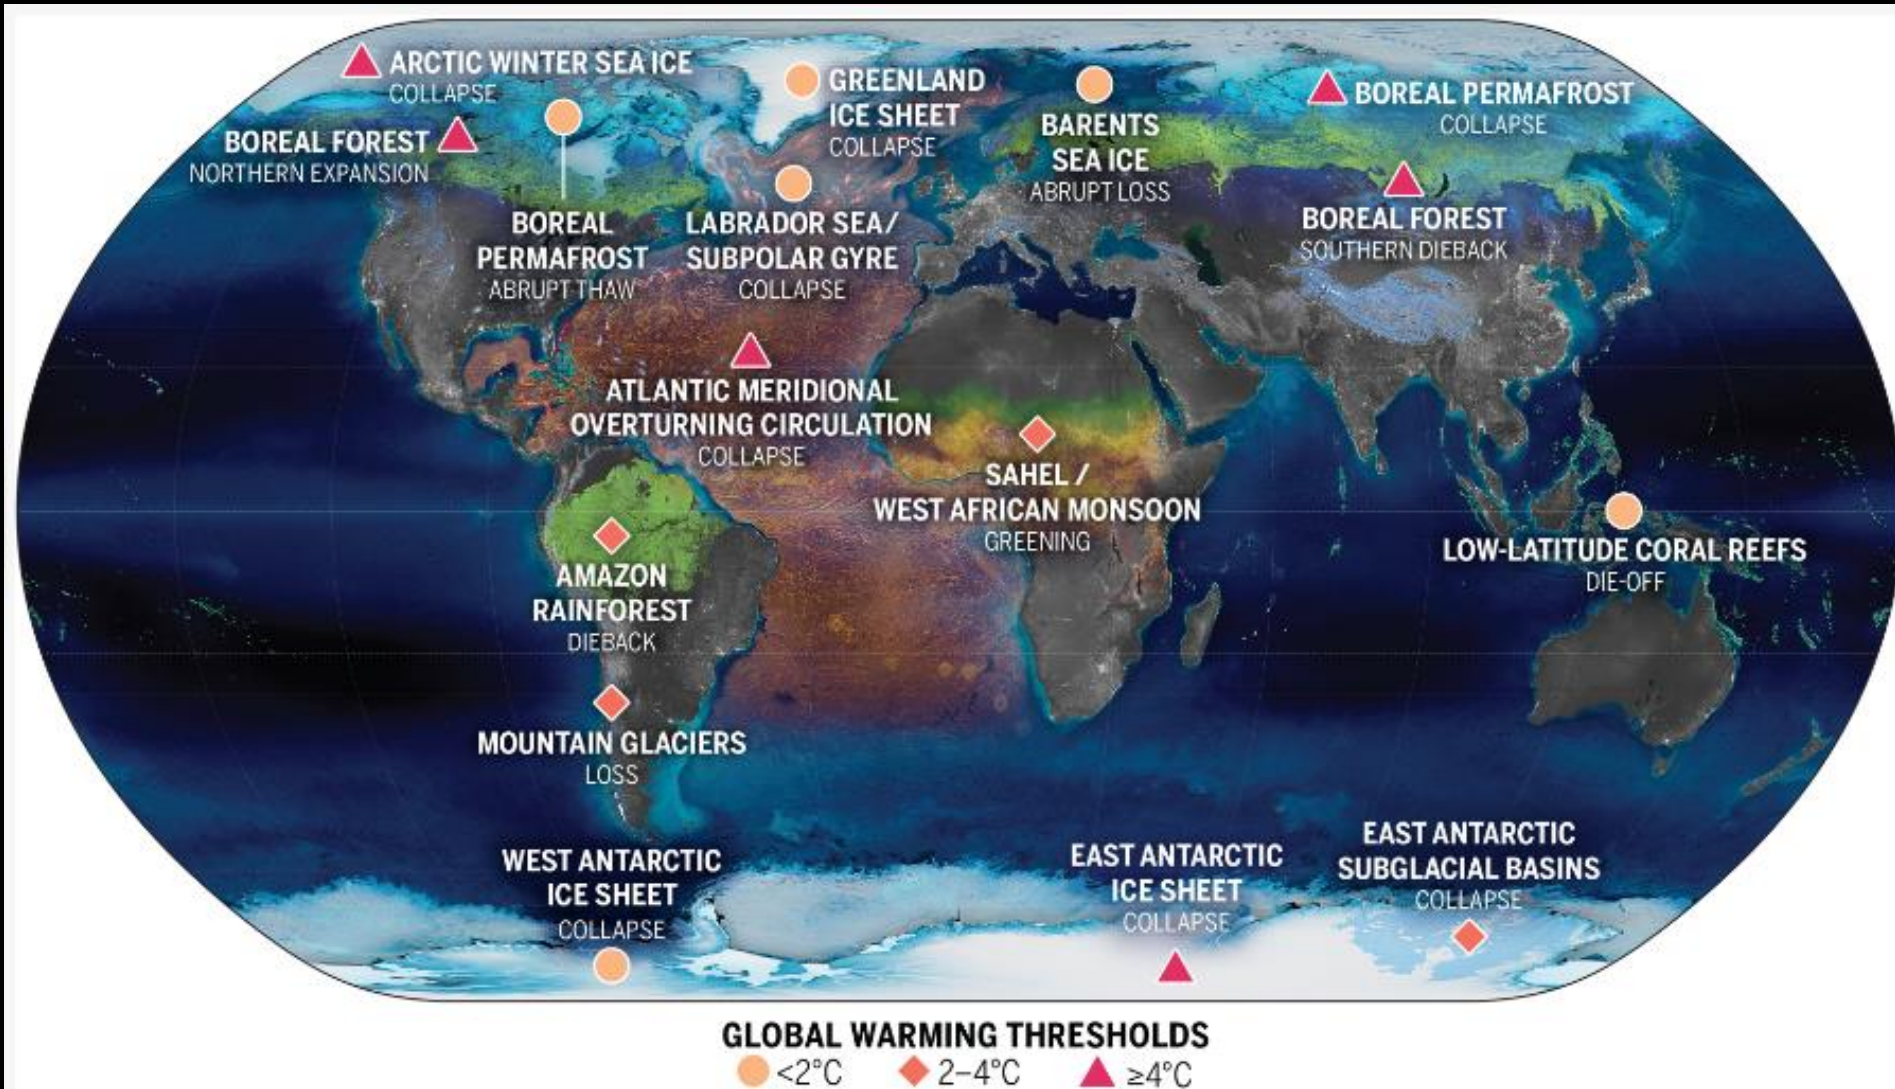 ARCTIC WINTER SEA ICE
COLLAPSE
GREENLAND
ICE SHEET
COLLAPSE
BARENTS
SEA ICE
ABRUPT LOSS
BOREAL PERMAFROST
COLLAPSE
BOREAL FOREST
NORTHERN EXPANSION
BOREAL
PERMAFROST
ABRUPT THAW
LABRADOR SEA/
SUBPOLAR GYRE
COLLAPSE
BOREAL FOREST
SOUTHERN DIEBACK
ATLANTIC MERIDIONAL
OVERTURNING CIRCULATION
COLLAPSE
SAHEL /
WEST AFRICAN MONSOON
GREENING
LOW-LATITUDE CORAL REEFS
DIE-OFF
AMAZON
RAINFOREST
DIEBACK
MOUNTAIN GLACIERS
LOSS
WEST ANTARCTIC
ICE SHEET
COLLAPSE
EAST ANTARCTIC
ICE SHEET
COLLAPSE
EAST ANTARCTIC
SUBGLACIAL BASINS
COLLAPSE
GLOBAL WARMING THRESHOLDS
<2°C 2–4°C ≥4°C